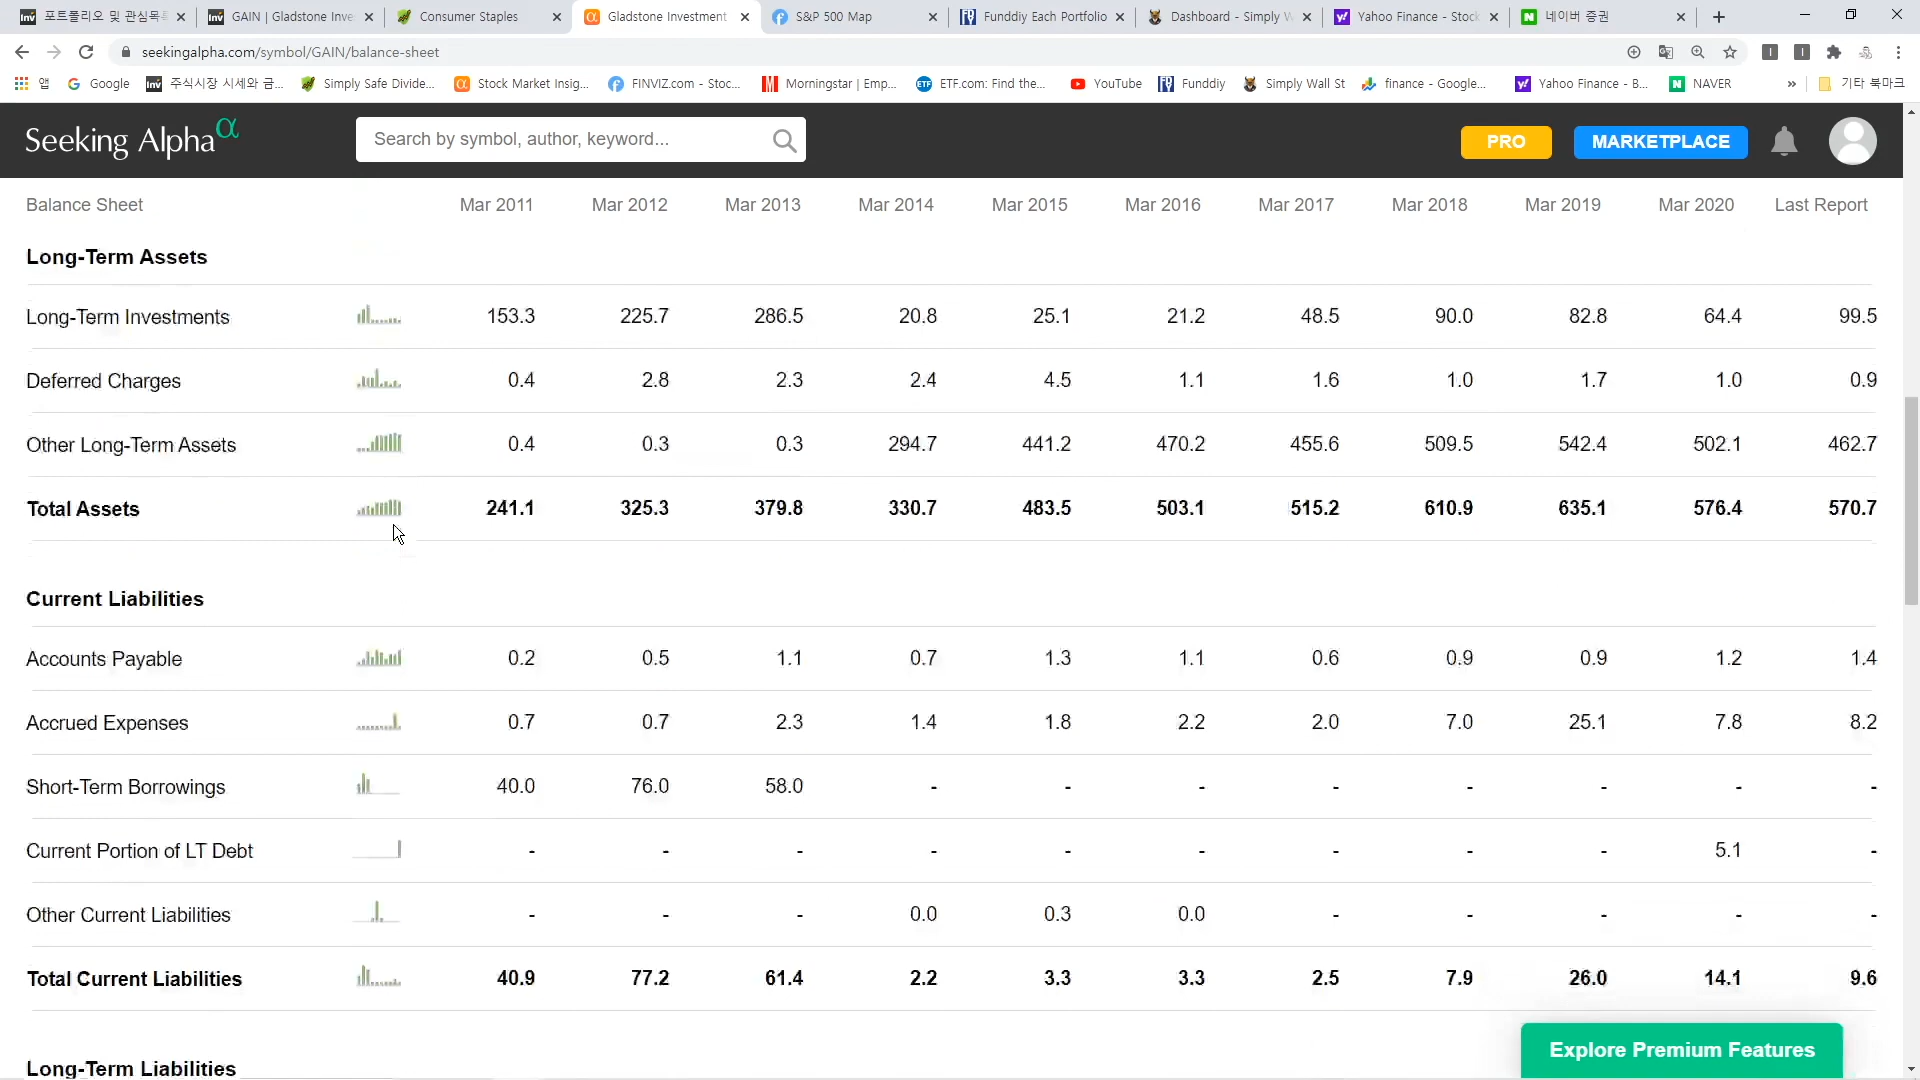 포트폴리오 및 관심목록
GAIN | Gladstone Inve
Consumer Staples
Gladstone Investment
S&P 500 Map
Funddiy Each Portfolio
Dashboard - Simply W
Yahoo Finance - Stock
네이버 증권
seekingalpha.com/symbol/GAIN/balance-sheet
앱 Google 주식시장 시세와 금... Simply Safe Divide... Stock Market Insig... FINVIZ.com - Stoc... Morningstar | Emp... ETF.com: Find the... YouTube Funddiy Simply Wall St finance - Google... Yahoo Finance - B... NAVER » 기타 북마크
Seeking Alpha α
Search by symbol, author, keyword...
PRO
MARKETPLACE
Balance Sheet Mar 2011 Mar 2012 Mar 2013 Mar 2014 Mar 2015 Mar 2016 Mar 2017 Mar 2018 Mar 2019 Mar 2020 Last Report
Long-Term Assets
Long-Term Investments 153.3 225.7 286.5 20.8 25.1 21.2 48.5 90.0 82.8 64.4 99.5
Deferred Charges 0.4 2.8 2.3 2.4 4.5 1.1 1.6 1.0 1.7 1.0 0.9
Other Long-Term Assets 0.4 0.3 0.3 294.7 441.2 470.2 455.6 509.5 542.4 502.1 462.7
Total Assets 241.1 325.3 379.8 330.7 483.5 503.1 515.2 610.9 635.1 576.4 570.7
Current Liabilities
Accounts Payable 0.2 0.5 1.1 0.7 1.3 1.1 0.6 0.9 0.9 1.2 1.4
Accrued Expenses 0.7 0.7 2.3 1.4 1.8 2.2 2.0 7.0 25.1 7.8 8.2
Short-Term Borrowings 40.0 76.0 58.0 - - - - - - - -
Current Portion of LT Debt - - - - - - - - - 5.1 -
Other Current Liabilities - - - 0.0 0.3 0.0 - - - - -
Total Current Liabilities 40.9 77.2 61.4 2.2 3.3 3.3 2.5 7.9 26.0 14.1 9.6
Long-Term Liabilities
Explore Premium Features